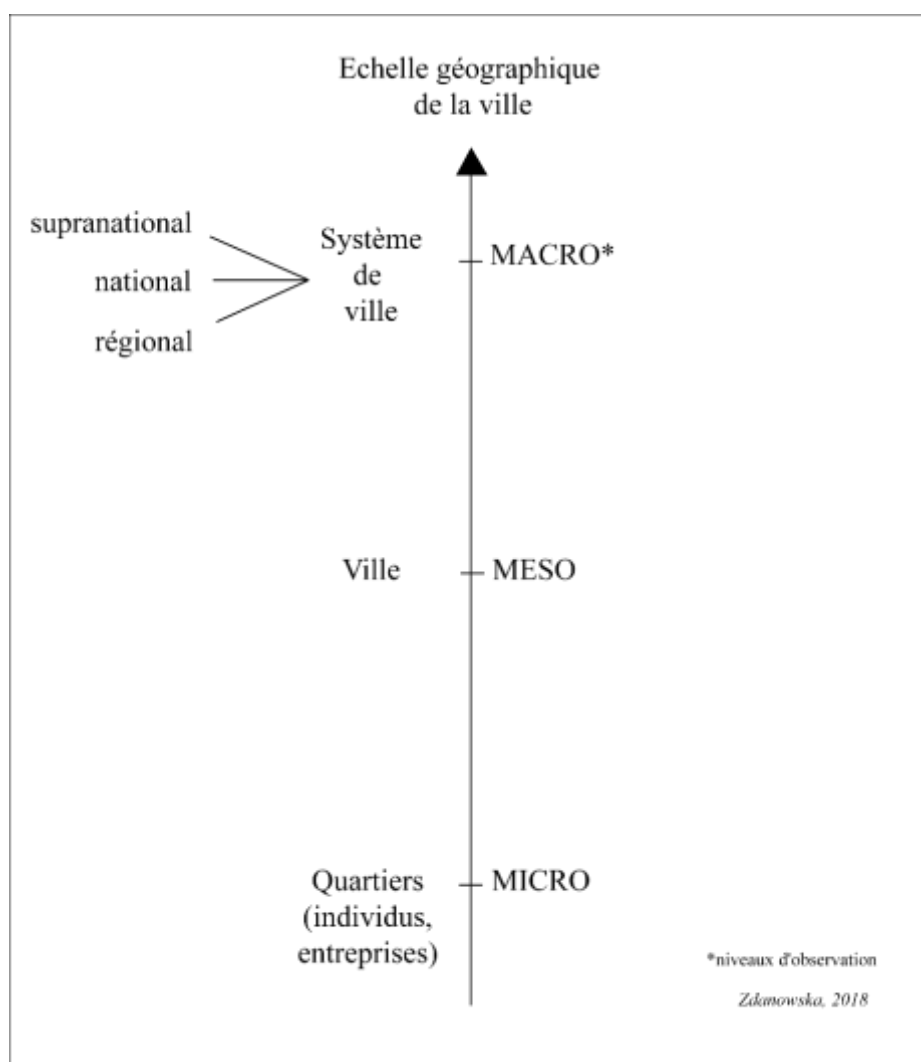 Echelle géographique
de la ville
supranational
national
régional
Système
de
ville
MACRO*
Ville
MESO
Quartiers
(individus,
entreprises)
MICRO
*niveaux d'observation
Zdanowska, 2018